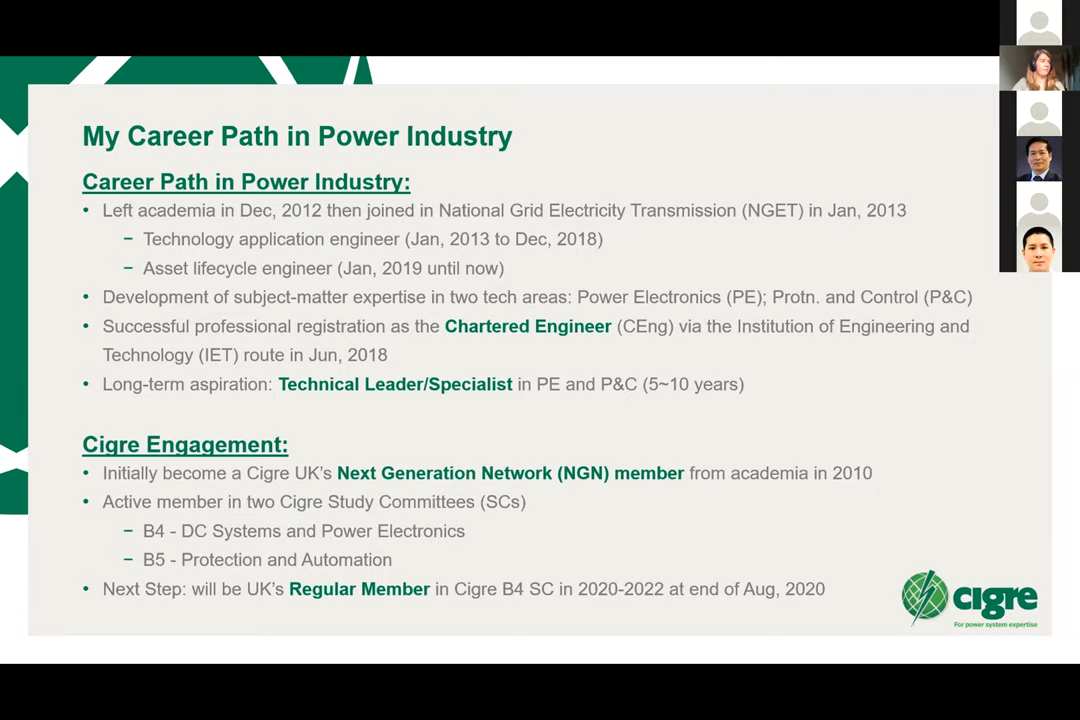 My Career Path in Power Industry
Career Path in Power Industry:
• Left academia in Dec, 2012 then joined in National Grid Electricity Transmission (NGET) in Jan, 2013
− Technology application engineer (Jan, 2013 to Dec, 2018)
− Asset lifecycle engineer (Jan, 2019 until now)
• Development of subject-matter expertise in two tech areas: Power Electronics (PE); Protn. and Control (P&C)
• Successful professional registration as the Chartered Engineer (CEng) via the Institution of Engineering and
Technology (IET) route in Jun, 2018
• Long-term aspiration: Technical Leader/Specialist in PE and P&C (5~10 years)
Cigre Engagement:
• Initially become a Cigre UK's Next Generation Network (NGN) member from academia in 2010
• Active member in two Cigre Study Committees (SCs)
− B4 - DC Systems and Power Electronics
− B5 - Protection and Automation
• Next Step: will be UK's Regular Member in Cigre B4 SC in 2020-2022 at end of Aug, 2020
cigre
For power system expertise